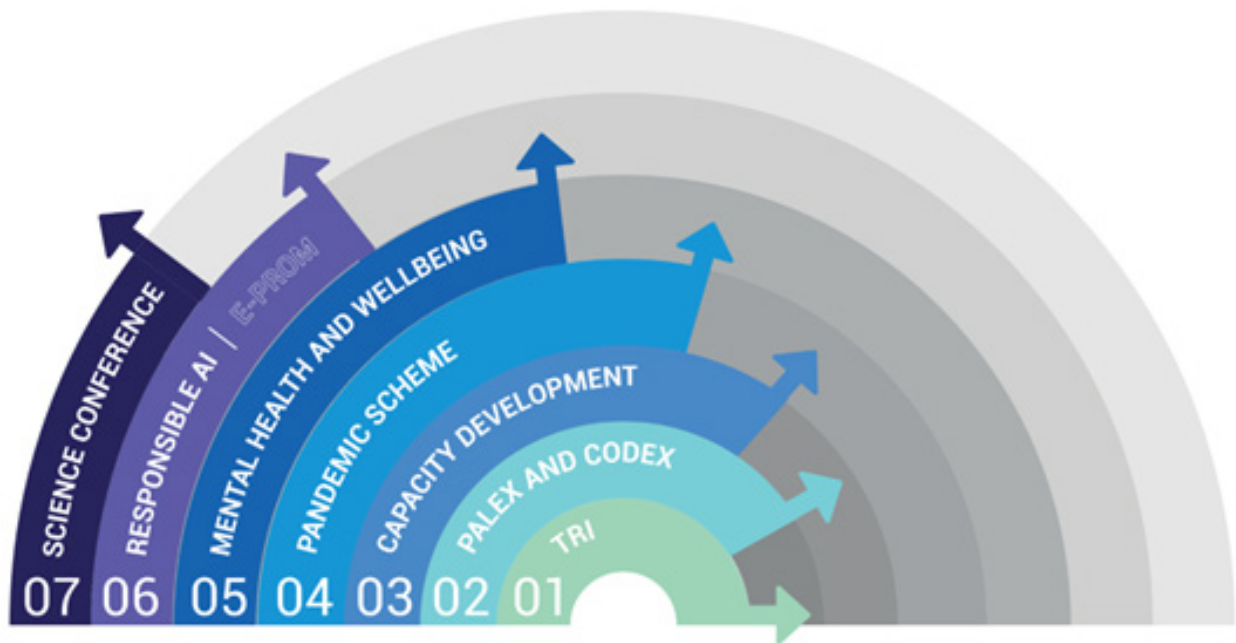 SCIENCE CONFERENCE
RESPONSIBLE AI | E-PROM
MENTAL HEALTH AND WELLBEING
PANDEMIC SCHEME
CAPACITY DEVELOPMENT
PALEX AND CODEX
TRI
07 06 05 04 03 02 01